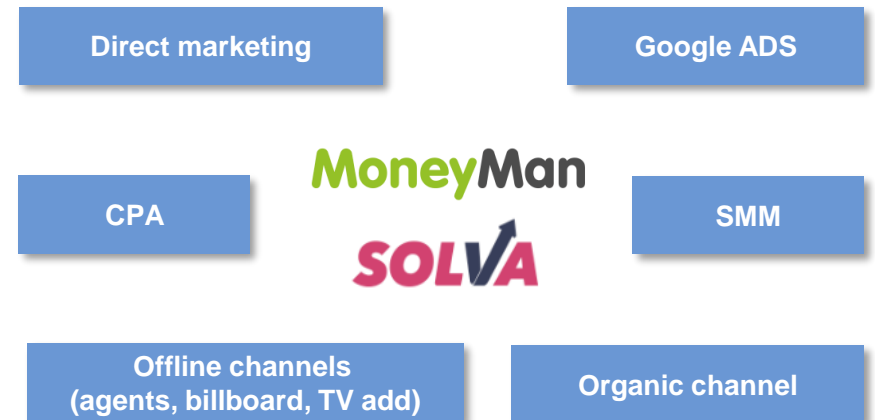 Direct marketing
Google ADS
MoneyMan
CPA
SMM
SOLVA
Offline channels
(agents, billboard, TV add)
Organic channel